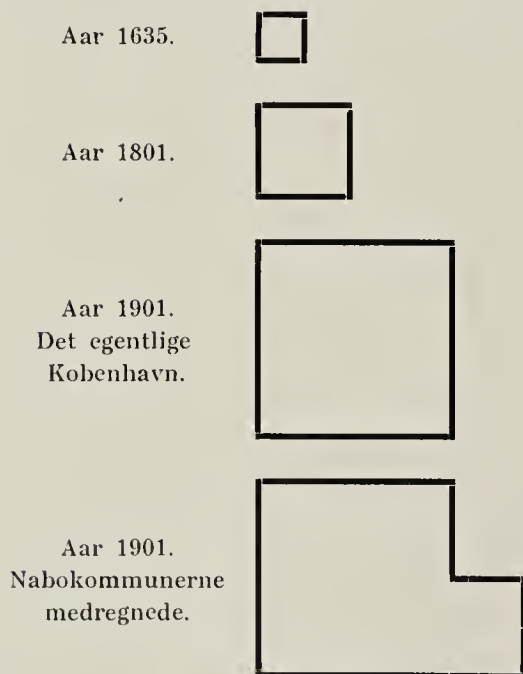 Aar 1635.
Aar 1801.
Aar 1901.
Det egentlige
Kobenhavn.
Aar 1901.
Nabokommunerne
medregnede.